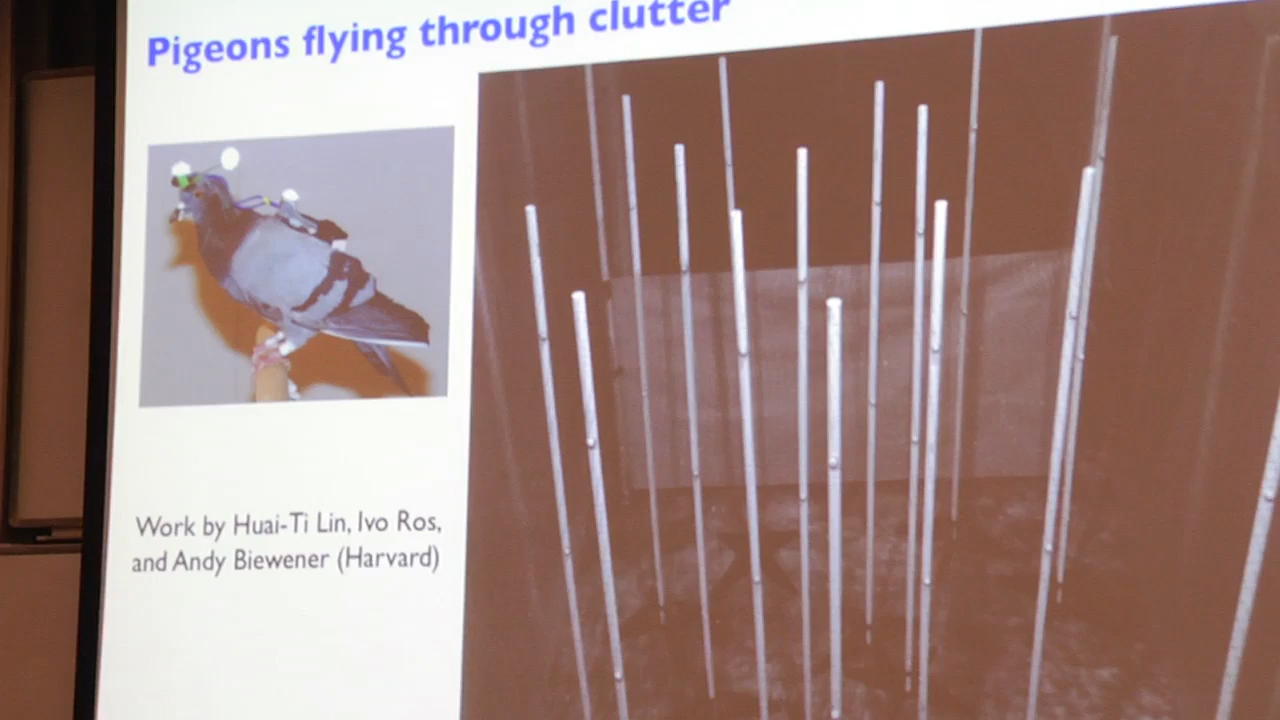 Pigeons flying through clutter
Work by Huai-Ti Lin, Ivo Ros,
and Andy Biewener (Harvard)